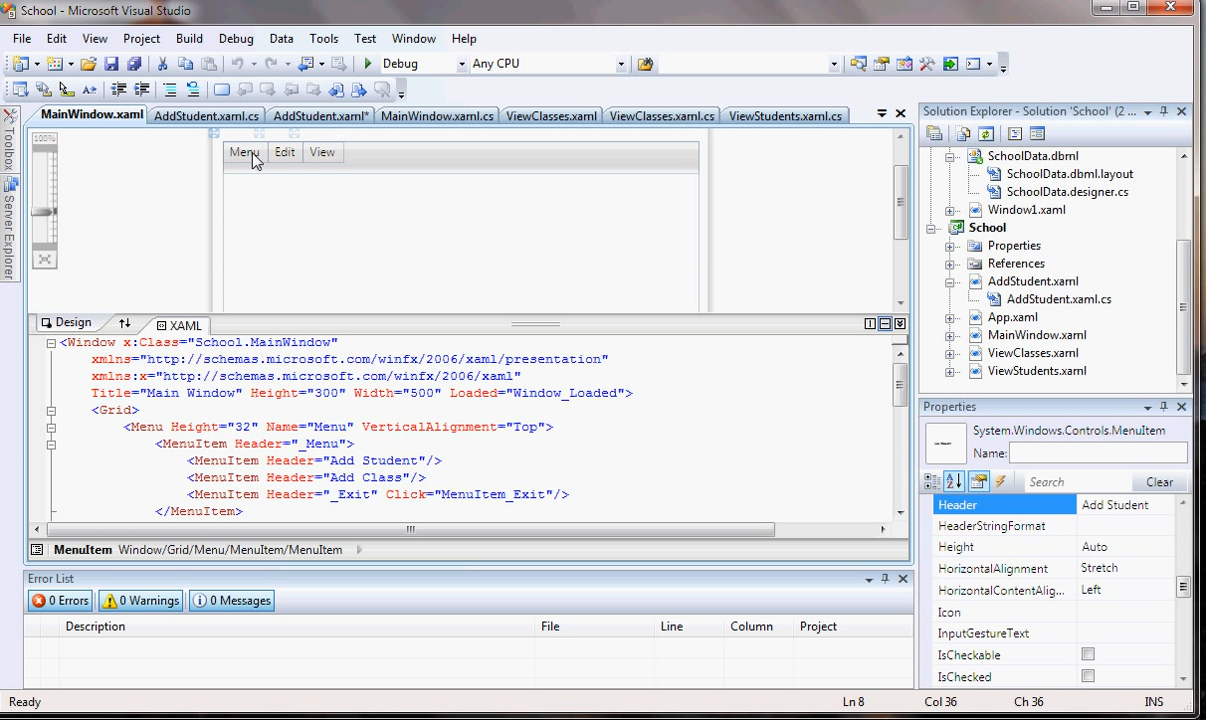 School - Microsoft Visual Studio
File Edit View Project Build Debug Data Tools Test Window Help
Debug Any CPU
MainWindow.xaml AddStudent.xaml.cs AddStudent.xaml* MainWindow.xaml.cs ViewClasses.xaml ViewClasses.xaml.cs ViewStudents.xaml.cs
Toolbox
Server Explorer
100%
Menu Edit View
Design XAML
<Window x:Class="School.MainWindow"
xmlns="http://schemas.microsoft.com/winfx/2006/xaml/presentation"
xmlns:x="http://schemas.microsoft.com/winfx/2006/xaml"
Title="Main Window" Height="300" Width="500" Loaded="Window_Loaded">
<Grid>
<Menu Height="32" Name="Menu" VerticalAlignment="Top">
<MenuItem Header="_Menu">
<MenuItem Header="Add Student"/>
<MenuItem Header="Add Class"/>
<MenuItem Header="_Exit" Click="MenuItem_Exit"/>
</MenuItem>
MenuItem Window/Grid/Menu/MenuItem/MenuItem
Error List
0 Errors 0 Warnings 0 Messages
Description File Line Column Project
Solution Explorer - Solution 'School' (2 ...
SchoolData.dbml
SchoolData.dbml.layout
SchoolData.designer.cs
Window1.xaml
School
Properties
References
AddStudent.xaml
AddStudent.xaml.cs
App.xaml
MainWindow.xaml
ViewClasses.xaml
ViewStudents.xaml
Properties
System.Windows.Controls.MenuItem
Name:
Search Clear
Header Add Student
HeaderStringFormat
Height Auto
HorizontalAlignment Stretch
HorizontalContentAlig... Left
Icon
InputGestureText
IsCheckable
IsChecked
Ready Ln 8 Col 36 Ch 36 INS